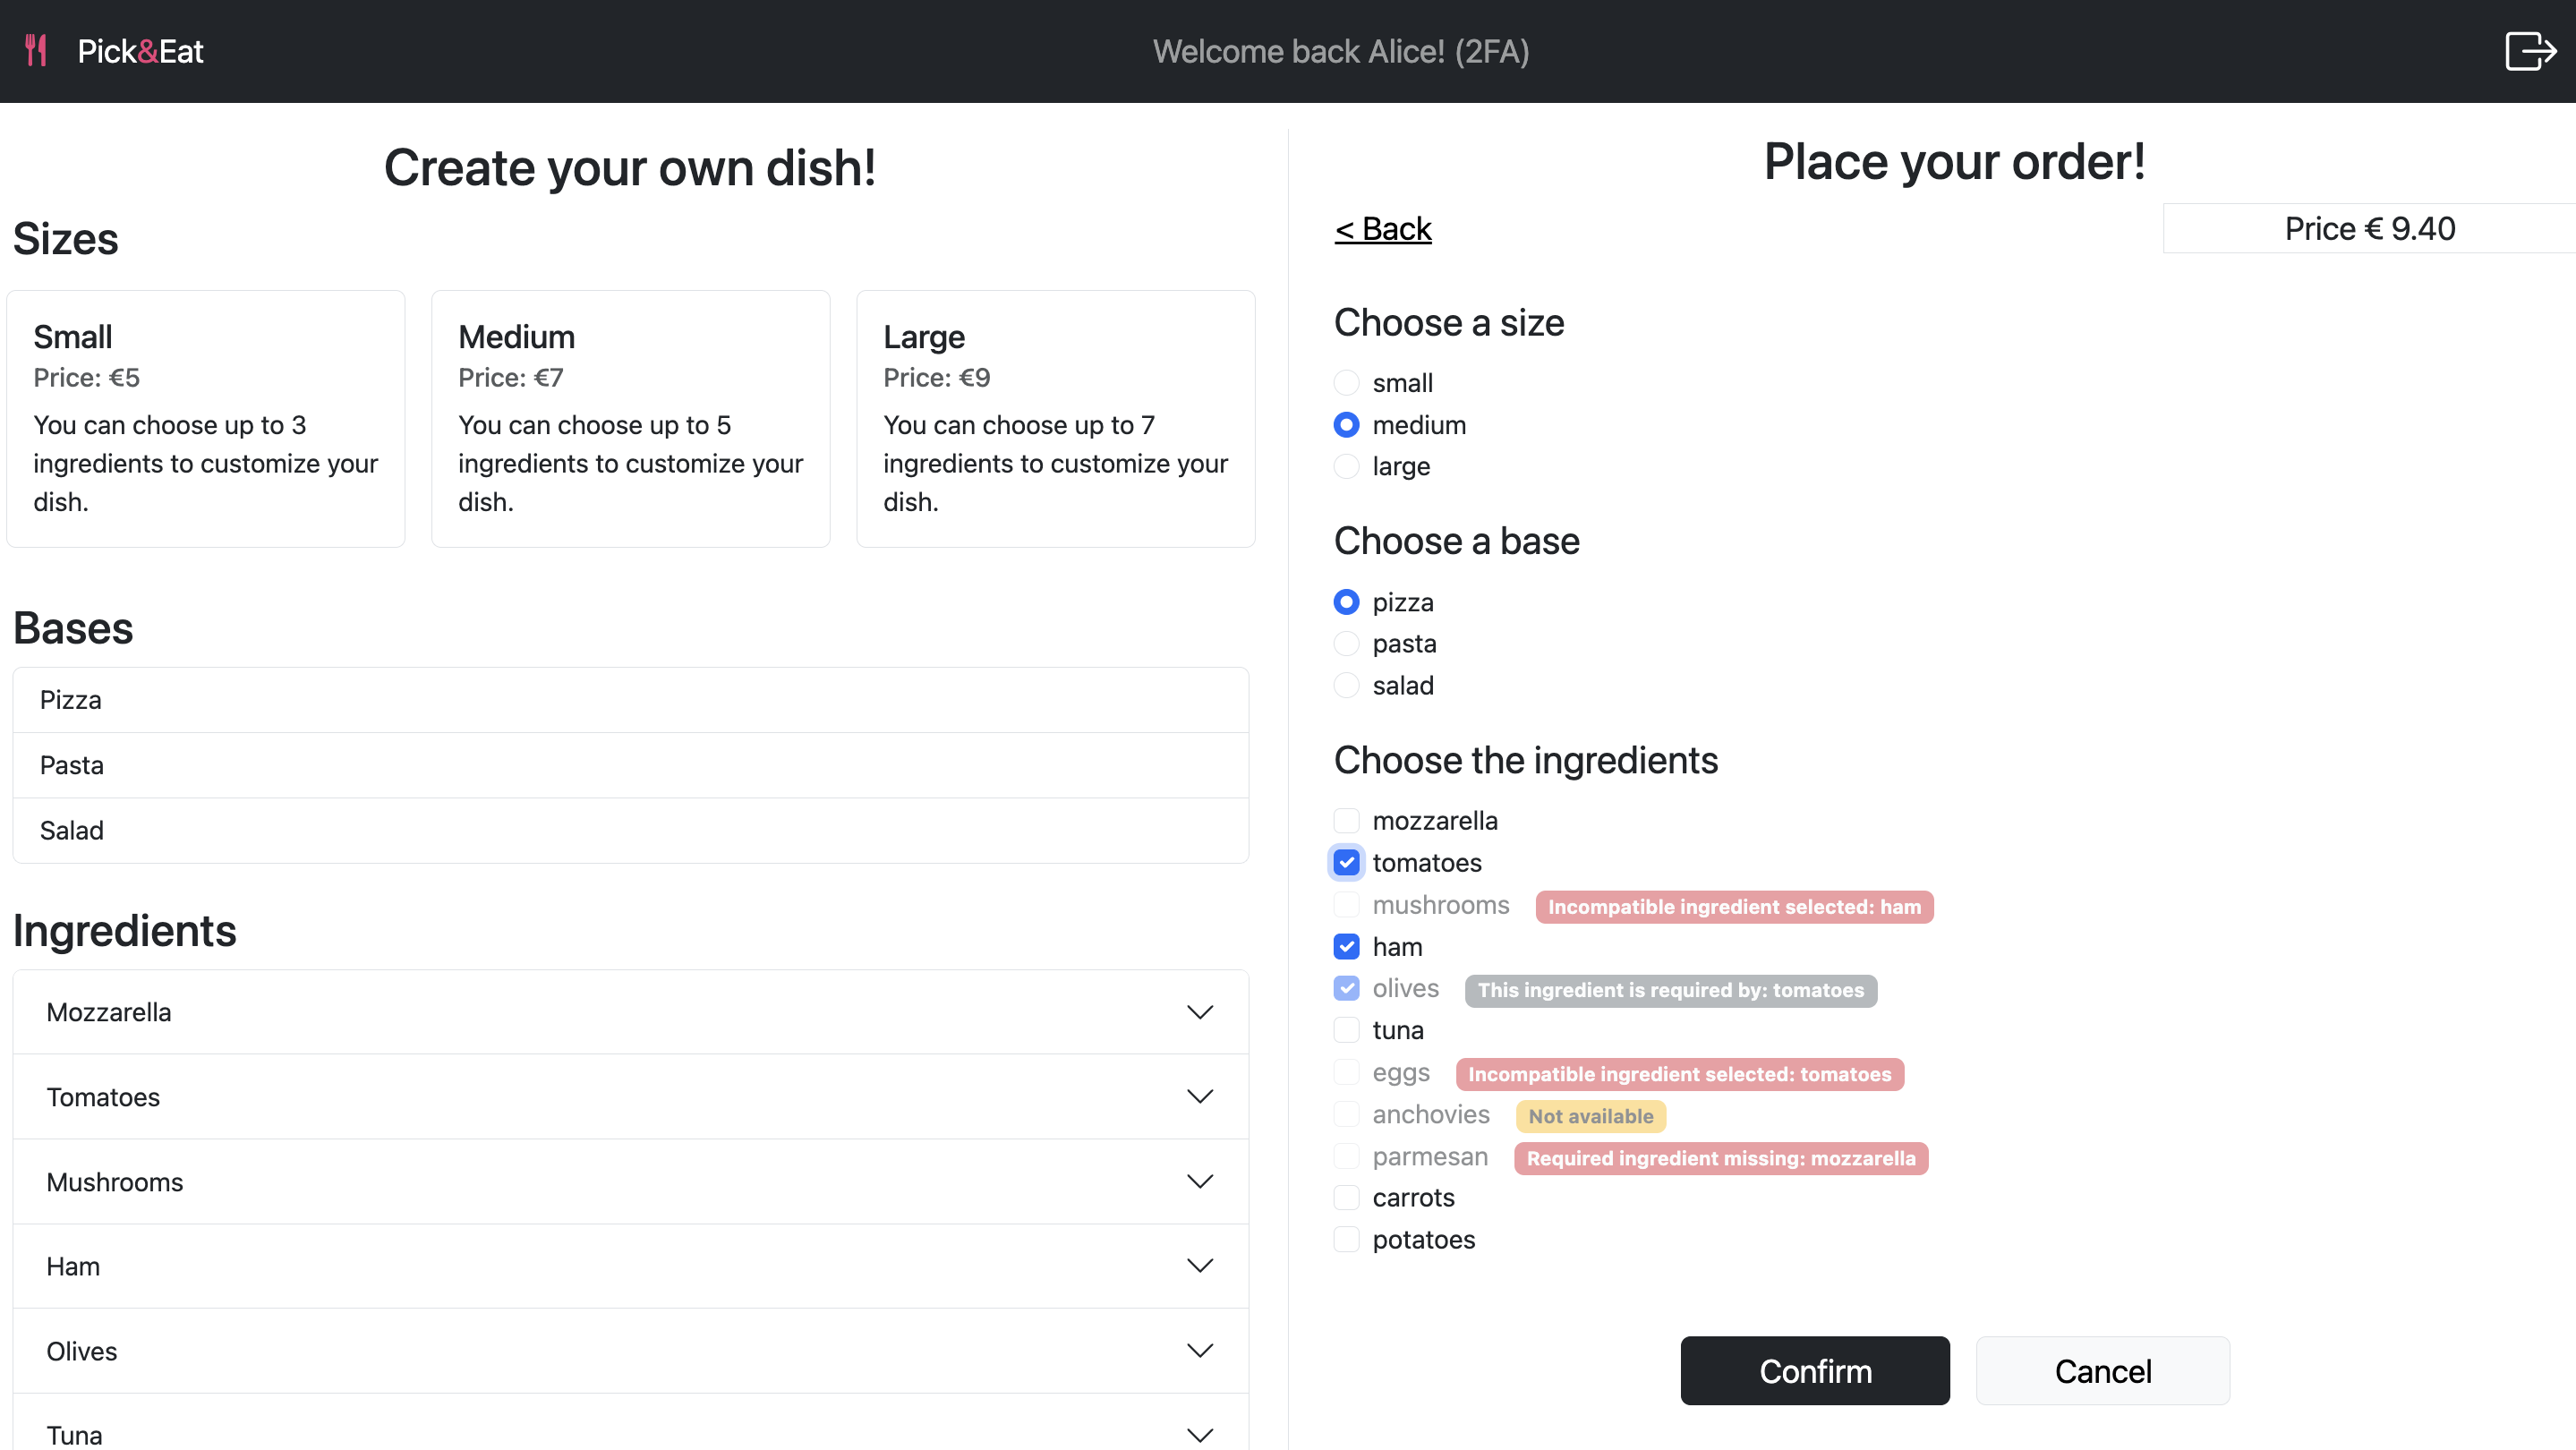 Pick&Eat
Welcome back Alice! (2FA)
Create your own dish!
Sizes
Small
Price: €5
You can choose up to 3
ingredients to customize your
dish.
Medium
Price: €7
You can choose up to 5
ingredients to customize your
dish.
Large
Price: €9
You can choose up to 7
ingredients to customize your
dish.
Bases
Pizza
Pasta
Salad
Ingredients
Mozzarella
Tomatoes
Mushrooms
Ham
Olives
Tuna
Place your order!
< Back
Price € 9.40
Choose a size
small
medium
large
Choose a base
pizza
pasta
salad
Choose the ingredients
mozzarella
tomatoes
mushrooms Incompatible ingredient selected: ham
ham
olives This ingredient is required by: tomatoes
tuna
eggs Incompatible ingredient selected: tomatoes
anchovies Not available
parmesan Required ingredient missing: mozzarella
carrots
potatoes
Confirm
Cancel